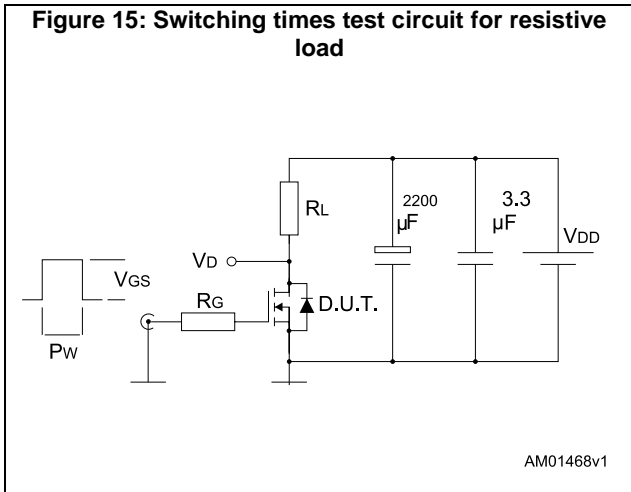 Figure 15: Switching times test circuit for resistive
load
RL
2200
μF
3.3
μF
VDD
VD
VGS
RG
D.U.T.
PW
AM01468v1